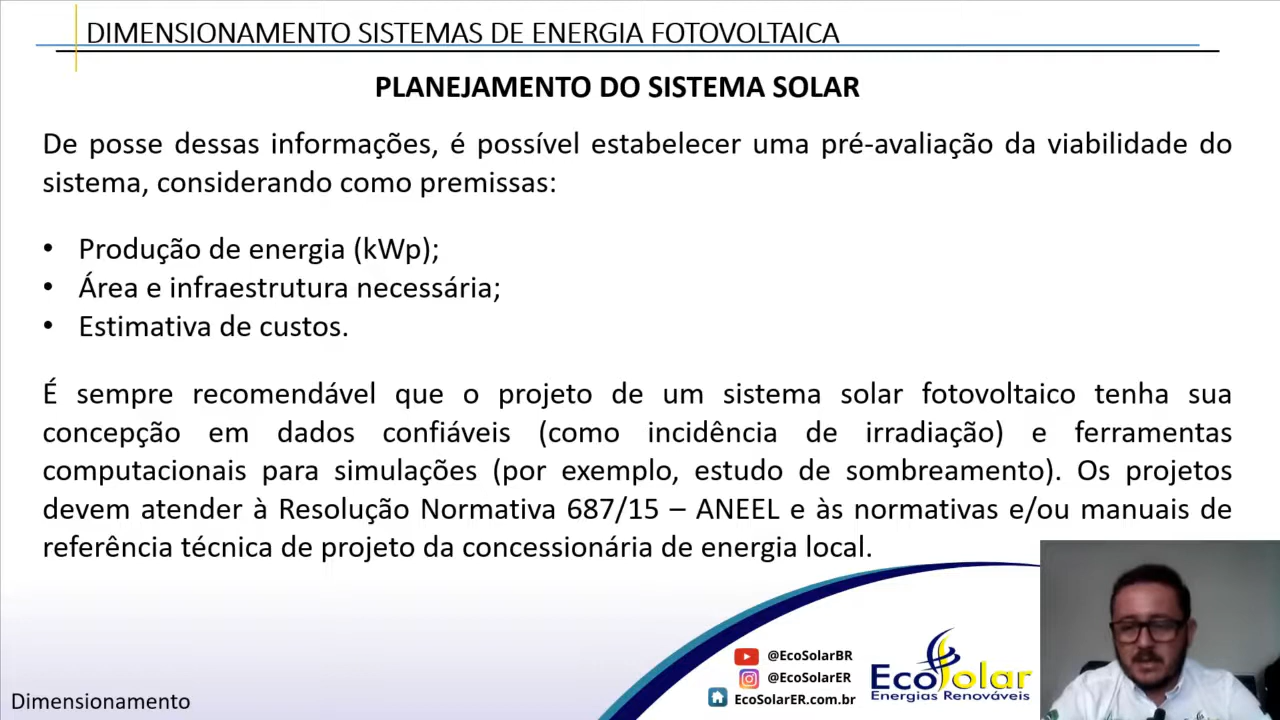 DIMENSIONAMENTO SISTEMAS DE ENERGIA FOTOVOLTAICA
PLANEJAMENTO DO SISTEMA SOLAR
De posse dessas informações, é possível estabelecer uma pré-avaliação da viabilidade do
sistema, considerando como premissas:
• Produção de energia (kWp);
• Área e infraestrutura necessária;
• Estimativa de custos.
É sempre recomendável que o projeto de um sistema solar fotovoltaico tenha sua
concepção em dados confiáveis (como incidência de irradiação) e ferramentas
computacionais para simulações (por exemplo, estudo de sombreamento). Os projetos
devem atender à Resolução Normativa 687/15 – ANEEL e às normativas e/ou manuais de
referência técnica de projeto da concessionária de energia local.
@EcoSolarBR
@EcoSolarER
EcoSolarER.com.br
EcoSolar
Energias Renováveis
Dimensionamento